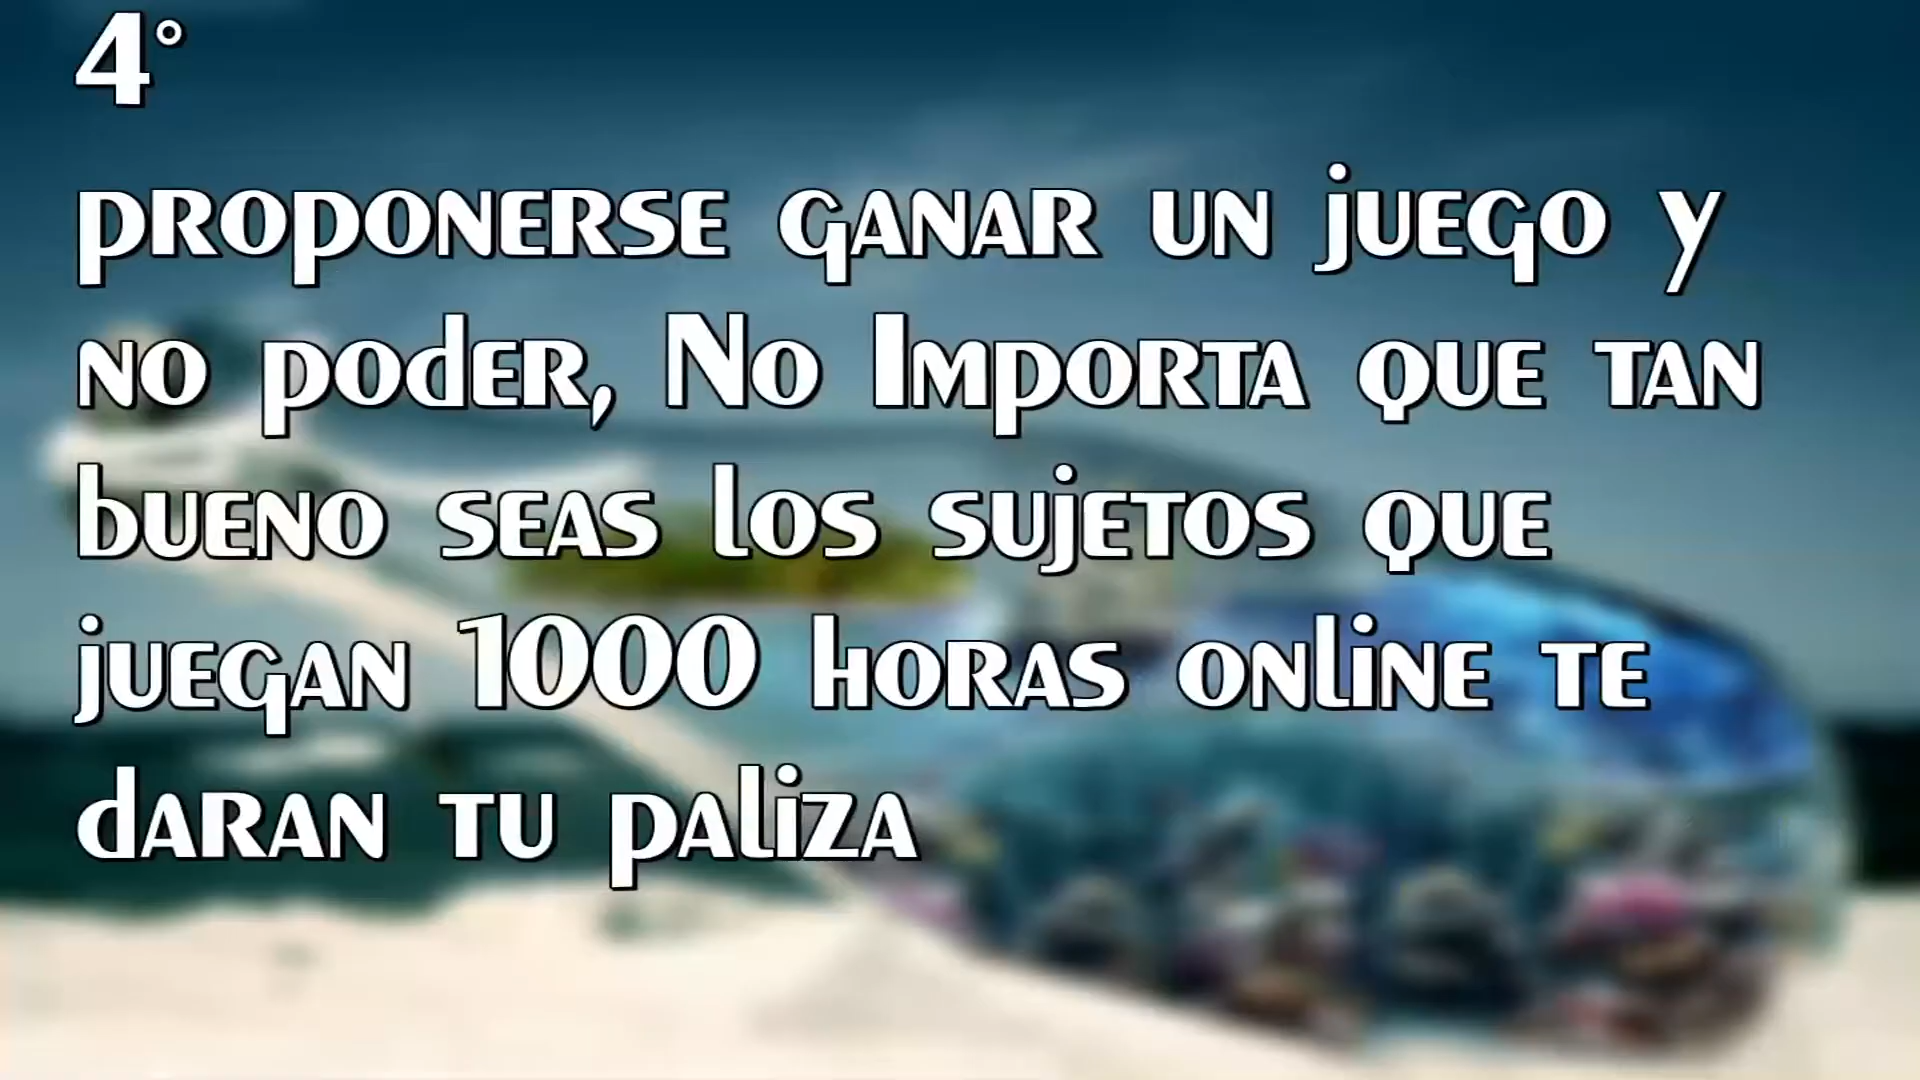 4°
proponerse ganar un juego y
no poder, No Importa que tan
bueno seas los sujetos que
juegan 1000 horas online te
daran tu paliza